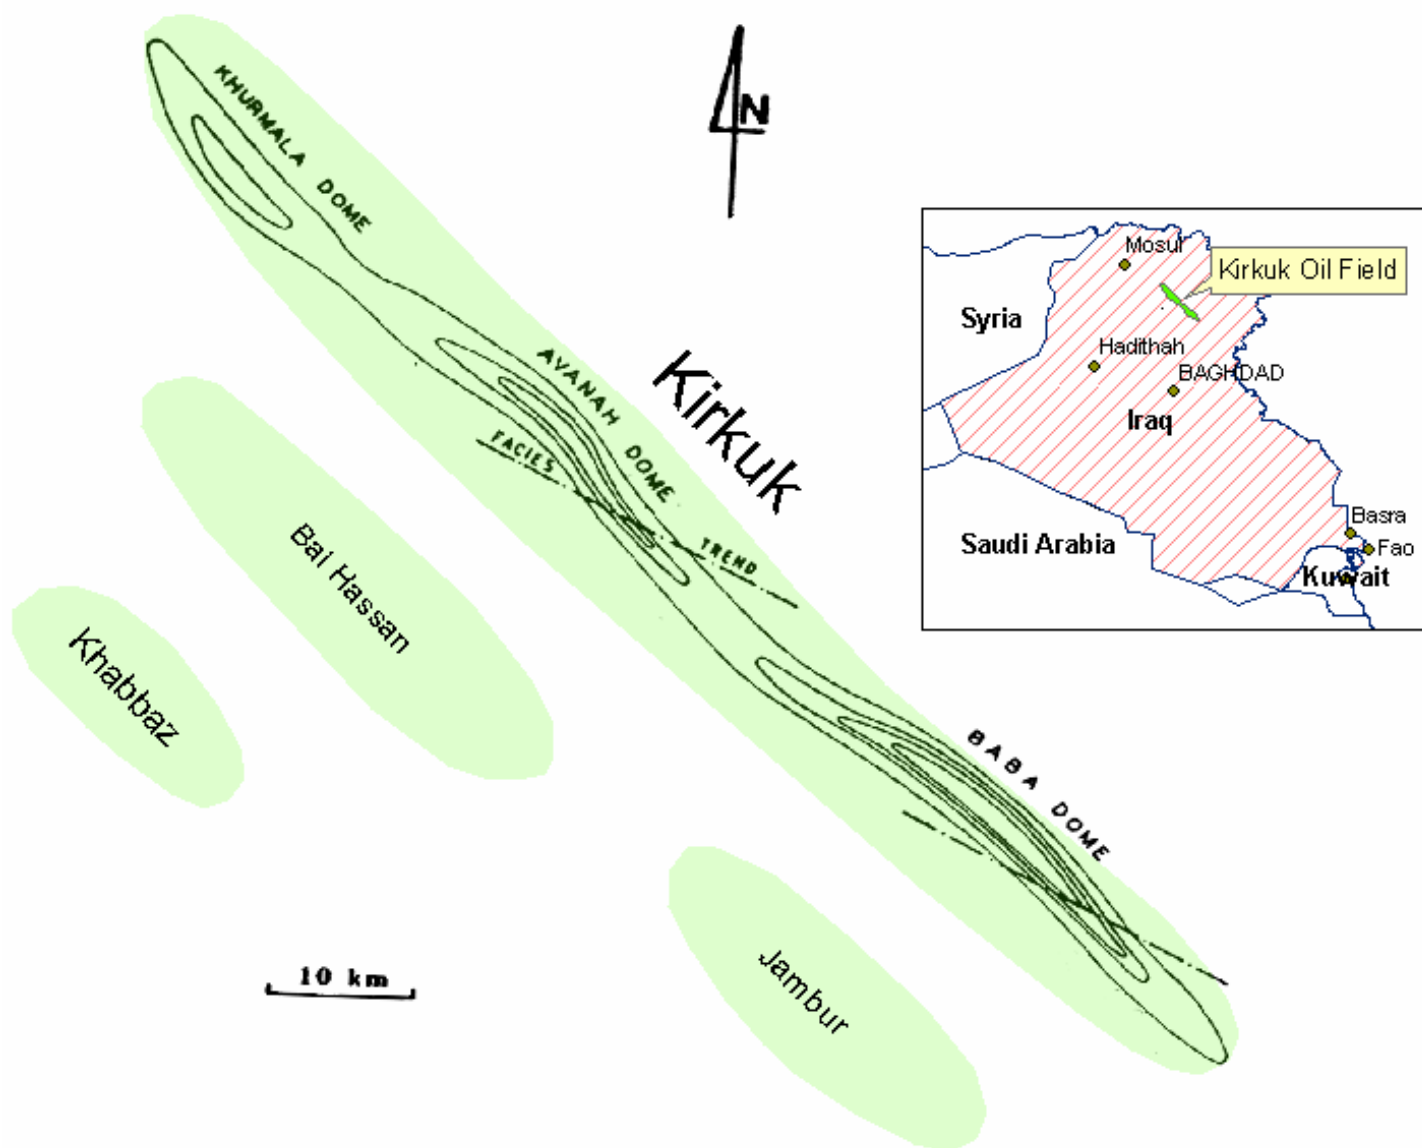 KHURMALA DOME
N
Mosul
Kirkuk Oil Field
Syria
Hadithah
BAGHDAD
Iraq
Saudi Arabia
Basra
Fao
Kuwait
AVANAH DOME
Kirkuk
FACIES TREND
Bai Hassan
Khabbaz
BABA DOME
Jambur
10 km